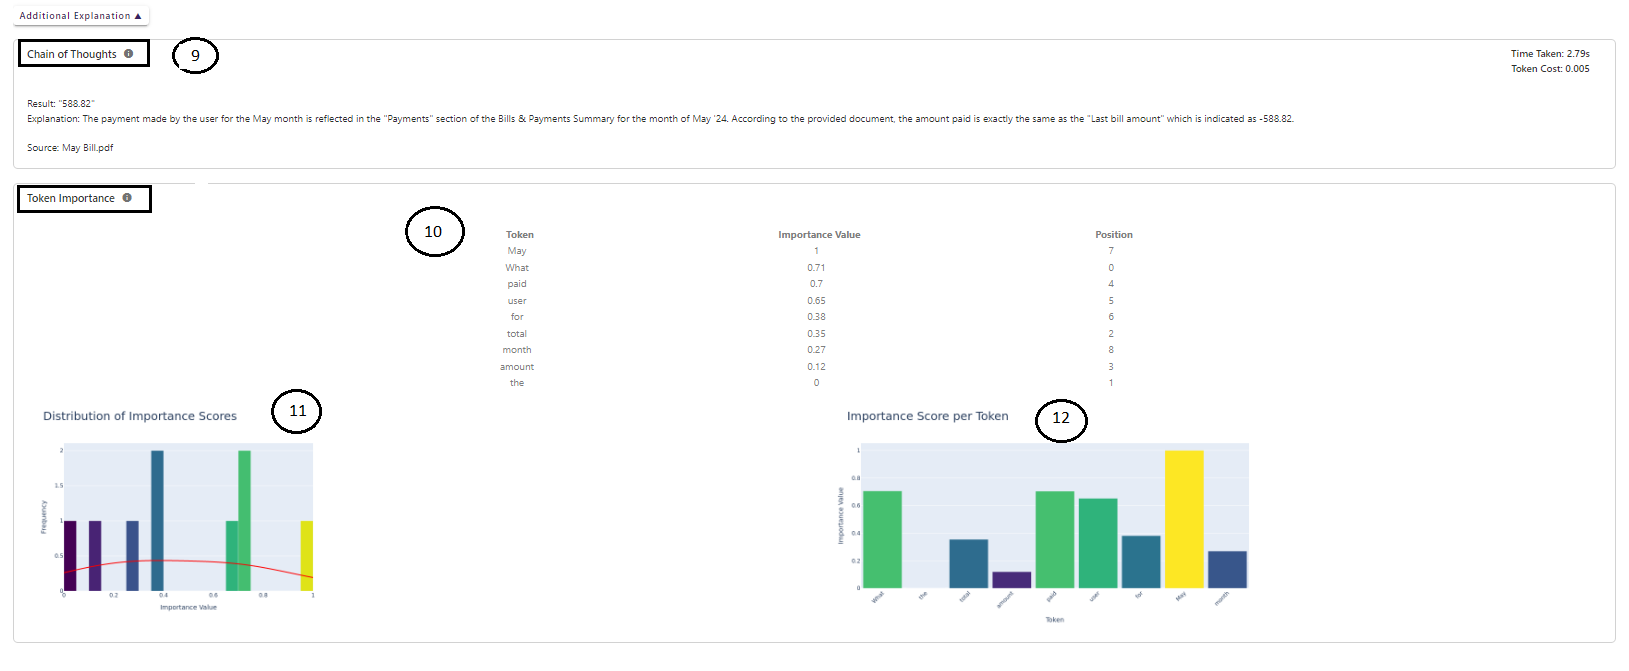 Additional Explanation ▲
Chain of Thoughts
9
Time Taken: 2.79s
Token Cost: 0.005
Result: "588.82"
Explanation: The payment made by the user for the May month is reflected in the "Payments" section of the Bills & Payments Summary for the month of May '24. According to the provided document, the amount paid is exactly the same as the "Last bill amount" which is indicated as -588.82.
Source: May Bill.pdf
Token Importance
10
Token Importance Value Position
May 1 7
What 0.71 0
paid 0.7 4
user 0.65 5
for 0.38 6
total 0.35 2
month 0.27 8
amount 0.12 3
the 0 1
Distribution of Importance Scores
11
2
1.5
1
0.5
0
Frequency
0 0.2 0.4 0.6 0.8 1
Importance Value
Importance Score per Token
12
1
0.8
0.6
0.4
0.2
0
Importance Value
What the total amount paid user for May month
Token